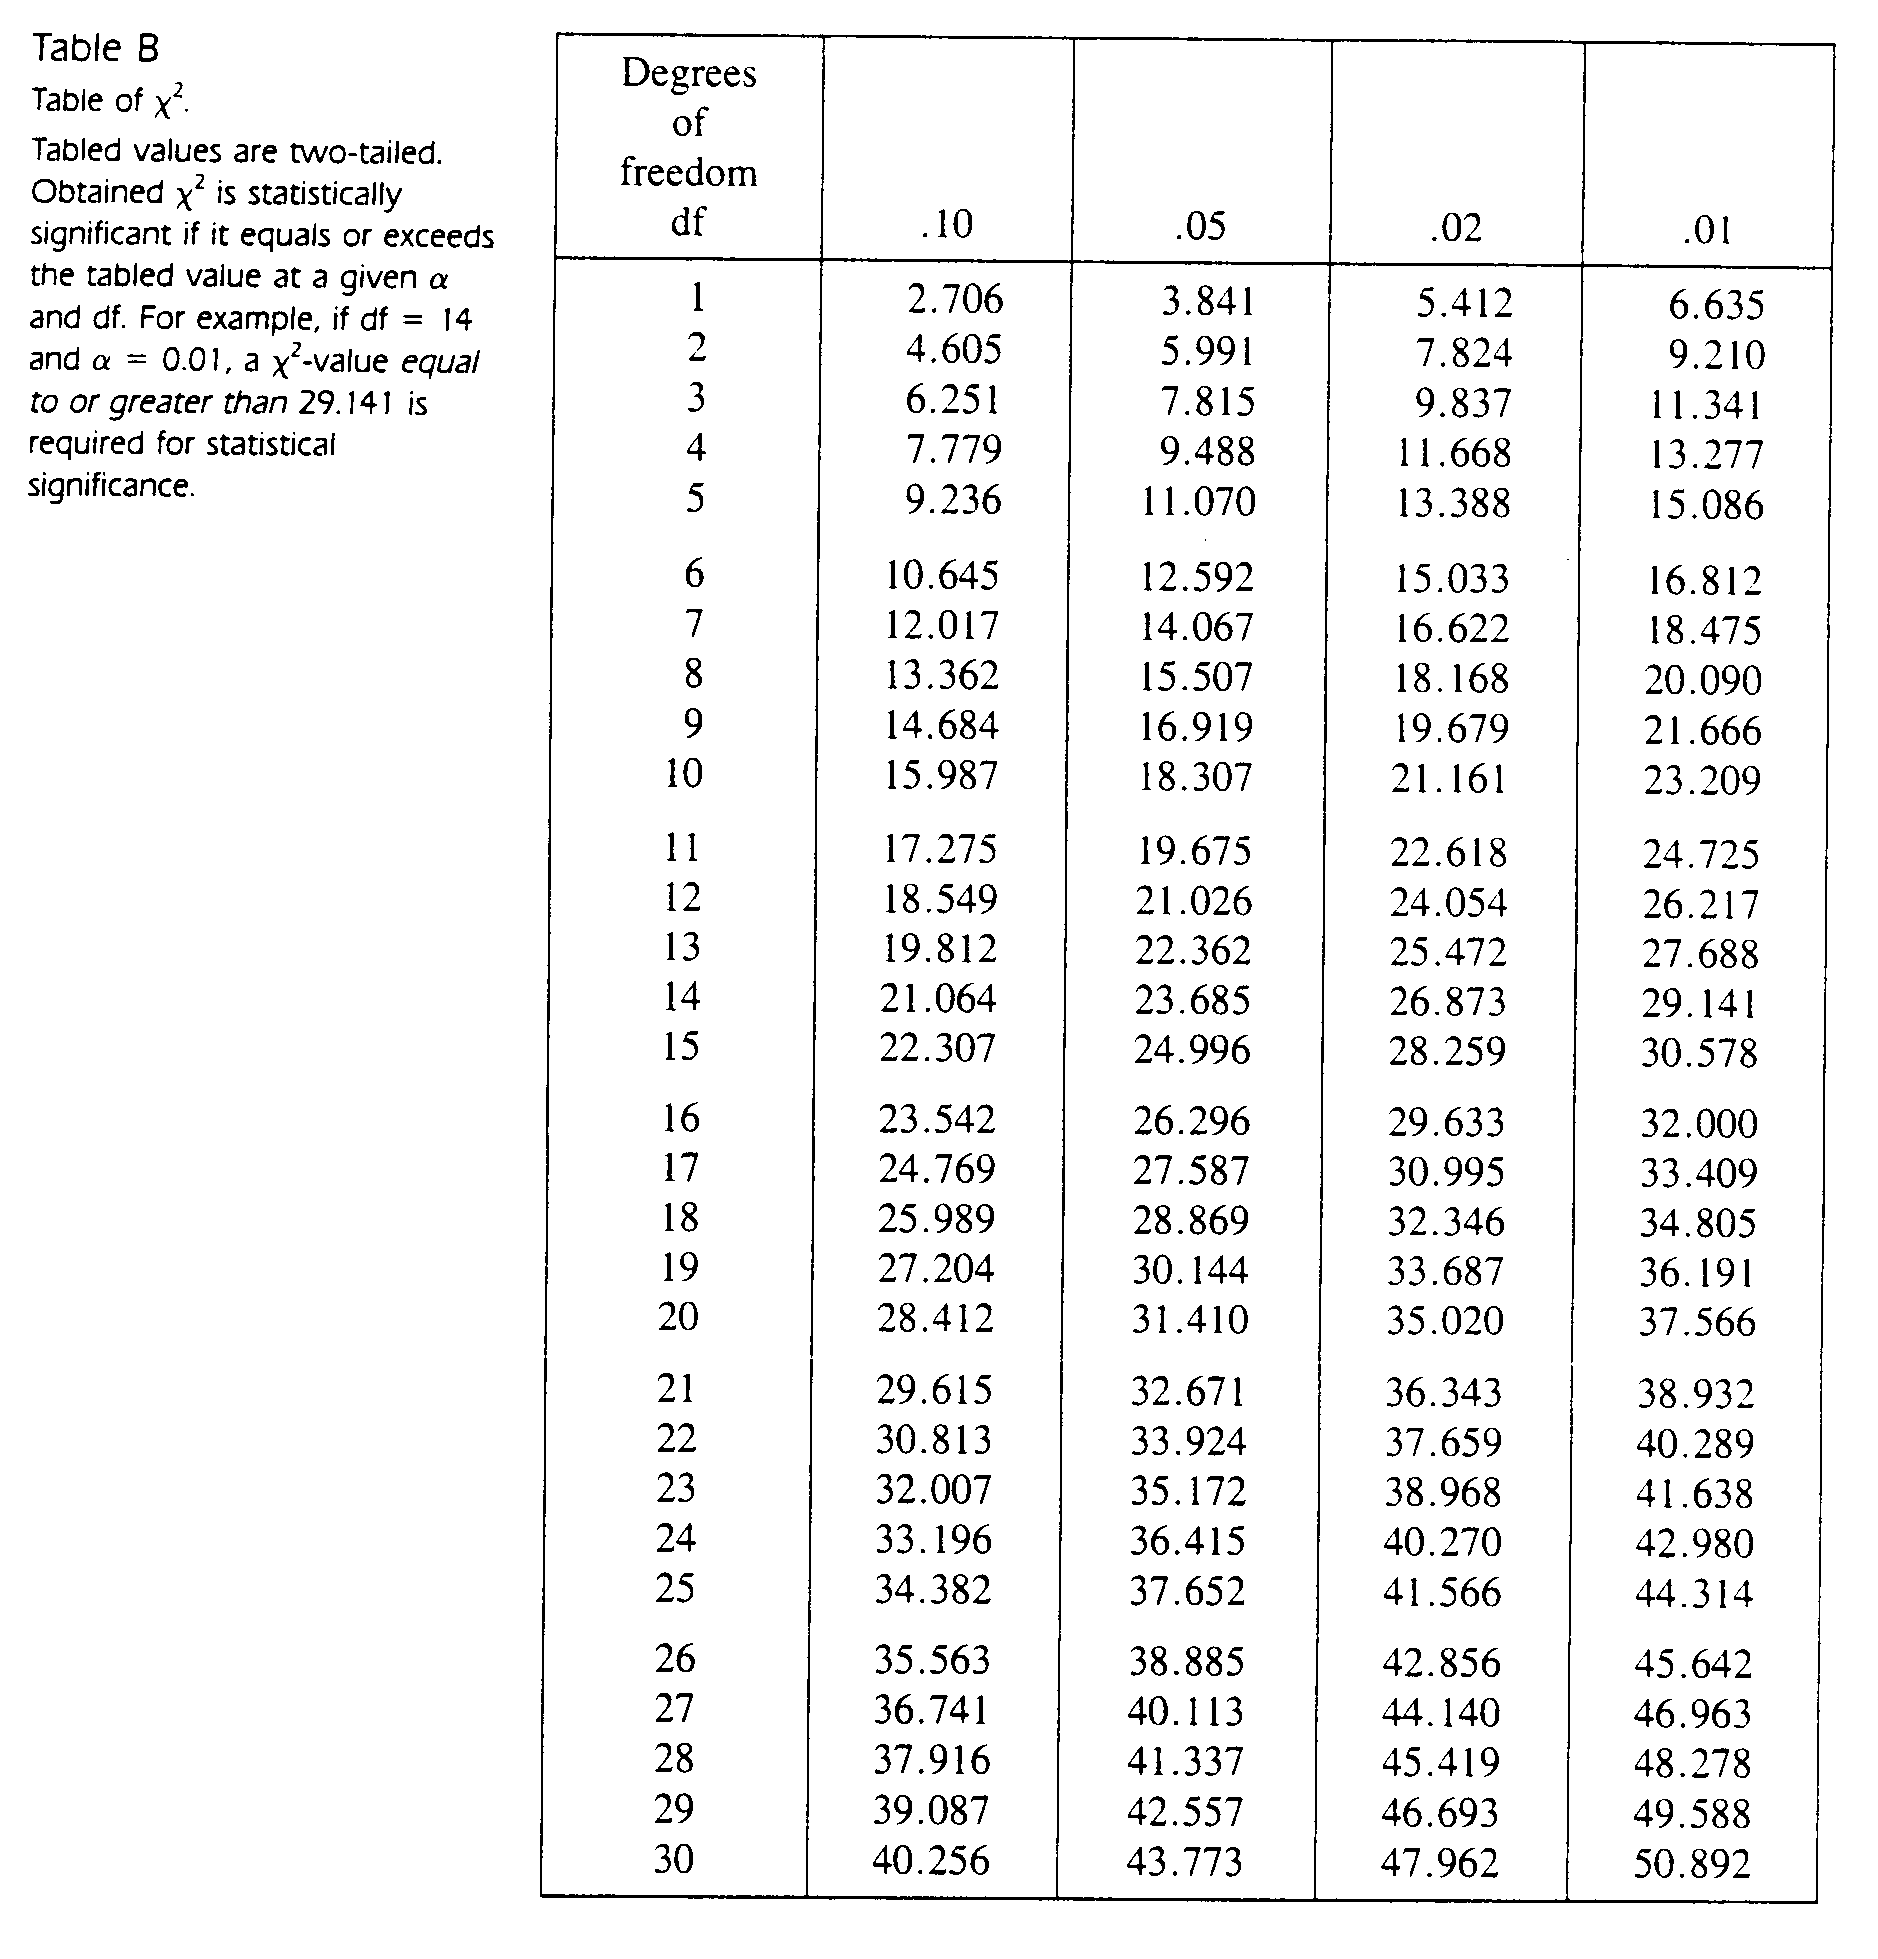 Table B
Table of χ².
Tabled values are two-tailed.
Obtained χ² is statistically
significant if it equals or exceeds
the tabled value at a given α
and df. For example, if df = 14
and α = 0.01, a χ²-value equal
to or greater than 29.141 is
required for statistical
significance.
Degrees
of
freedom
df .10 .05 .02 .01
1 2.706 3.841 5.412 6.635
2 4.605 5.991 7.824 9.210
3 6.251 7.815 9.837 11.341
4 7.779 9.488 11.668 13.277
5 9.236 11.070 13.388 15.086
6 10.645 12.592 15.033 16.812
7 12.017 14.067 16.622 18.475
8 13.362 15.507 18.168 20.090
9 14.684 16.919 19.679 21.666
10 15.987 18.307 21.161 23.209
11 17.275 19.675 22.618 24.725
12 18.549 21.026 24.054 26.217
13 19.812 22.362 25.472 27.688
14 21.064 23.685 26.873 29.141
15 22.307 24.996 28.259 30.578
16 23.542 26.296 29.633 32.000
17 24.769 27.587 30.995 33.409
18 25.989 28.869 32.346 34.805
19 27.204 30.144 33.687 36.191
20 28.412 31.410 35.020 37.566
21 29.615 32.671 36.343 38.932
22 30.813 33.924 37.659 40.289
23 32.007 35.172 38.968 41.638
24 33.196 36.415 40.270 42.980
25 34.382 37.652 41.566 44.314
26 35.563 38.885 42.856 45.642
27 36.741 40.113 44.140 46.963
28 37.916 41.337 45.419 48.278
29 39.087 42.557 46.693 49.588
30 40.256 43.773 47.962 50.892